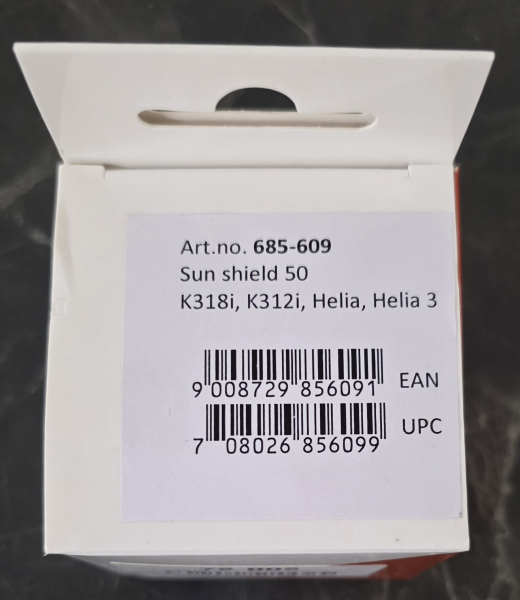 Art.no. 685-609
Sun shield 50
K318i, K312i, Helia, Helia 3
9 008729 856091 EAN
7 08026 856099 UPC